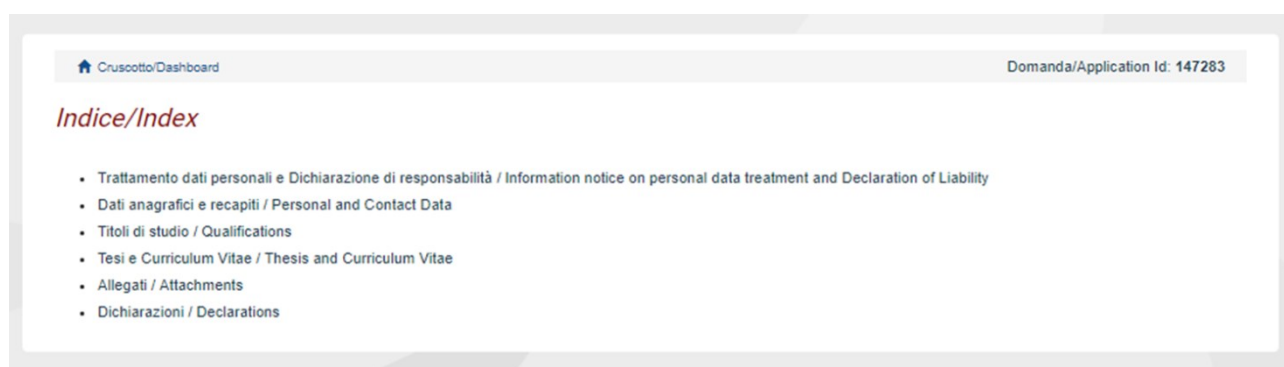 Cruscotto/Dashboard
Domanda/Application Id: 147283
Indice/Index
Trattamento dati personali e Dichiarazione di responsabilità / Information notice on personal data treatment and Declaration of Liability
Dati anagrafici e recapiti / Personal and Contact Data
Titoli di studio / Qualifications
Tesi e Curriculum Vitae / Thesis and Curriculum Vitae
Allegati / Attachments
Dichiarazioni / Declarations